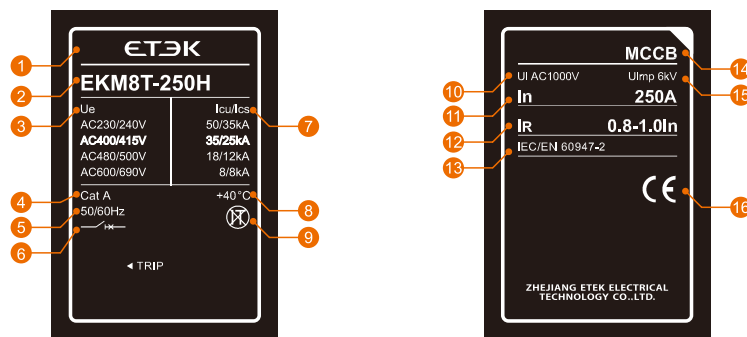 1 ETEK
2 EKM8T-250H
3 Ue Icu/Ics 7
AC230/240V 50/35kA
AC400/415V 35/25kA
AC480/500V 18/12kA
AC600/690V 8/8kA
4 Cat A +40°C 8
5 50/60Hz
6 9
◄ TRIP
MCCB 14
10 UI AC1000V UImp 6kV 15
11 In 250A
12 IR 0.8-1.0In
13 IEC/EN 60947-2
CE 16
ZHEJIANG ETEK ELECTRICAL
TECHNOLOGY CO..LTD.